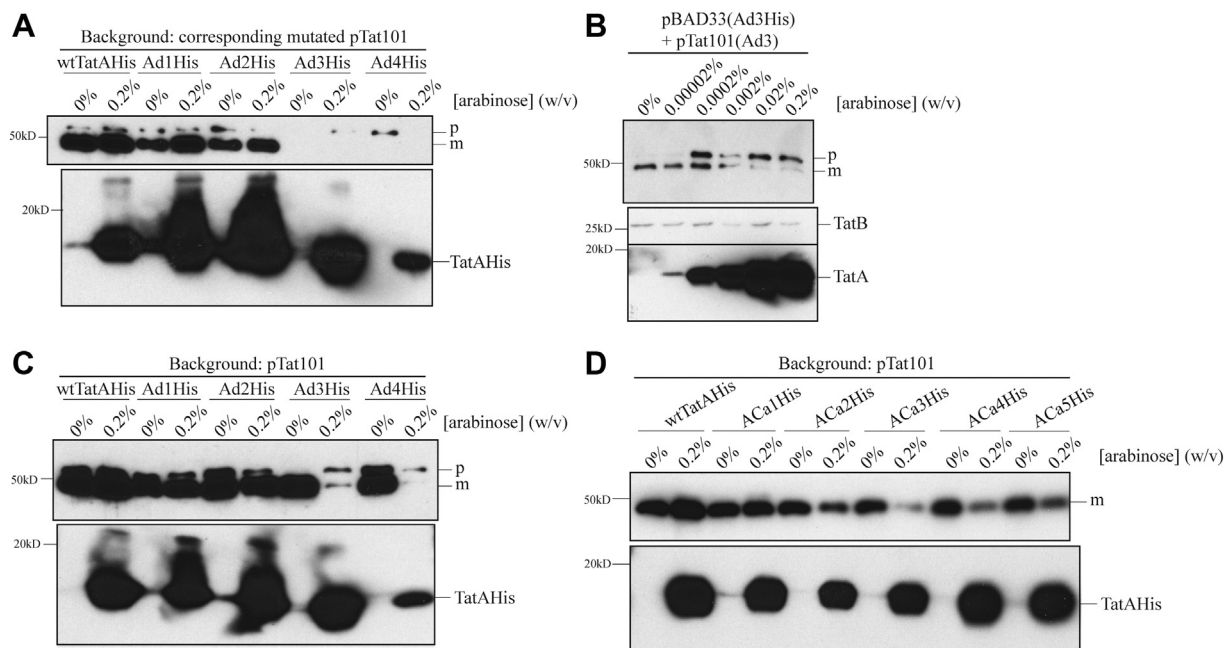 A
Background: corresponding mutated pTat101
wtTatAHis Ad1His Ad2His Ad3His Ad4His
0% 0.2% 0% 0.2% 0% 0.2% 0% 0.2% 0% 0.2%
[arabinose] (w/v)
50kD
p
m
20kD
TatAHis
B
pBAD33(Ad3His)
+ pTat101(Ad3)
0% 0.00002% 0.0002% 0.002% 0.02% 0.2%
[arabinose] (w/v)
50kD
p
m
25kD
TatB
20kD
TatA
C
Background: pTat101
wtTatAHis Ad1His Ad2His Ad3His Ad4His
0% 0.2% 0% 0.2% 0% 0.2% 0% 0.2% 0% 0.2%
[arabinose] (w/v)
50kD
p
m
20kD
TatAHis
D
Background: pTat101
wtTatAHis ACa1His ACa2His ACa3His ACa4His ACa5His
0% 0.2% 0% 0.2% 0% 0.2% 0% 0.2% 0% 0.2% 0% 0.2%
[arabinose] (w/v)
50kD
m
20kD
TatAHis